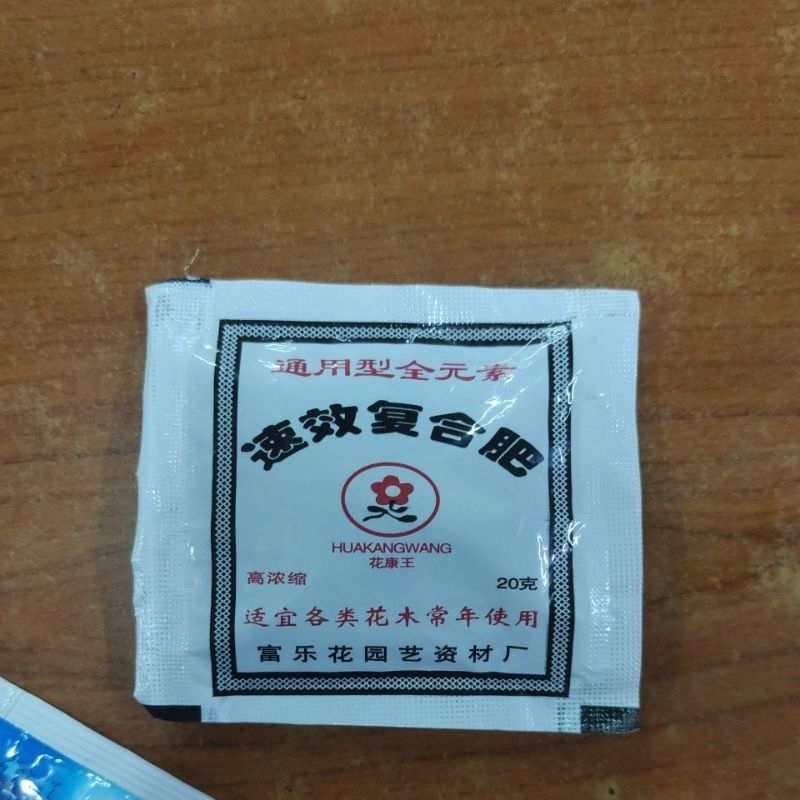 通用型全元素
速效复合肥
HUAKANGWANG
花康王
高浓缩
20克
适宜各类花木常年使用
富乐花园艺资材厂